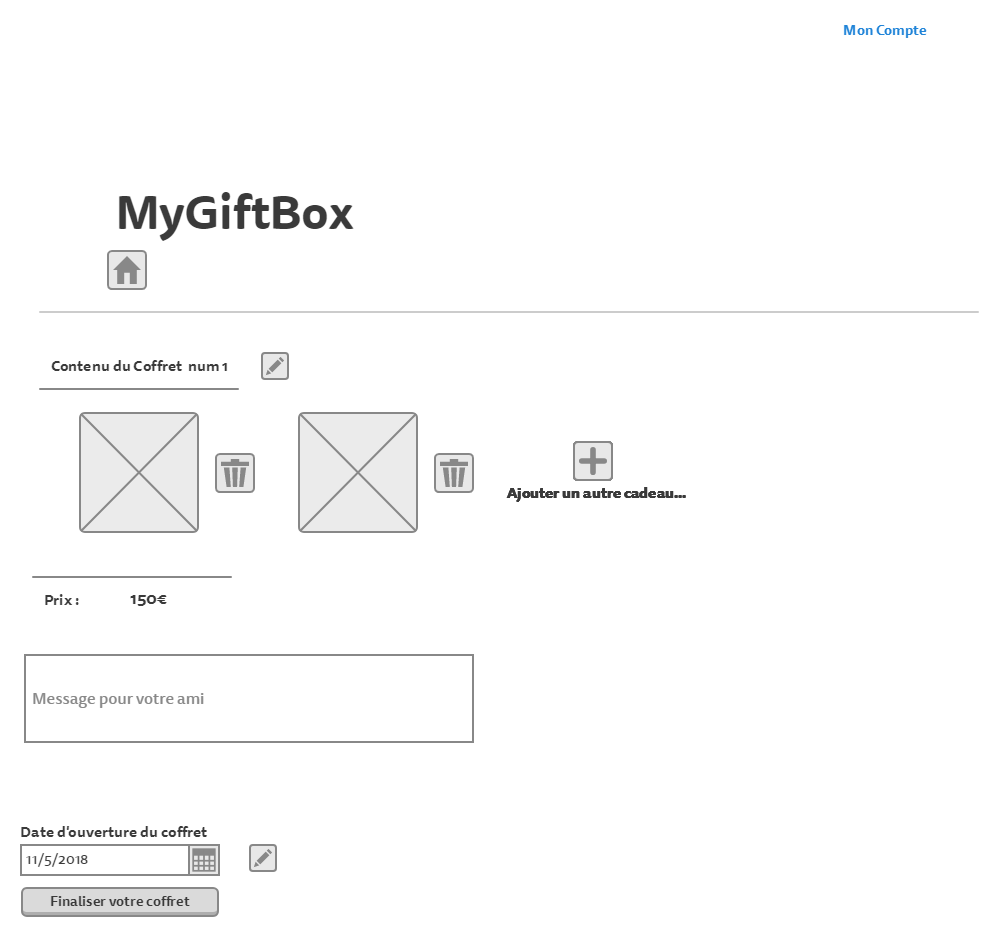 Mon Compte
MyGiftBox
Contenu du Coffret num 1
Ajouter un autre cadeau...
Prix : 150€
Message pour votre ami
Date d'ouverture du coffret
11/5/2018
Finaliser votre coffret